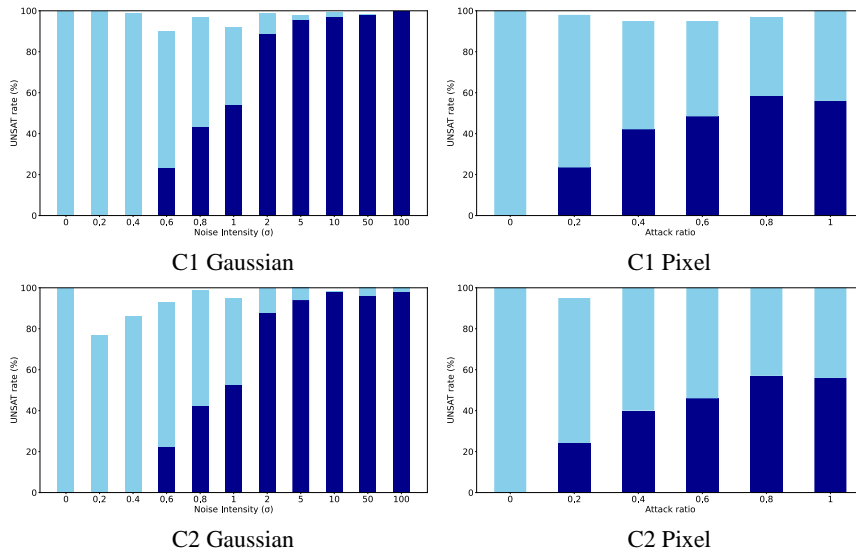 100
80
60
40
20
0
UNSAT rate (%)
0 0,2 0,4 0,6 0,8 1 2 5 10 50 100
Noise Intensity (σ)
C1 Gaussian
100
80
60
40
20
0
UNSAT rate (%)
0 0,2 0,4 0,6 0,8 1
Attack ratio
C1 Pixel
100
80
60
40
20
0
UNSAT rate (%)
0 0,2 0,4 0,6 0,8 1 2 5 10 50 100
Noise Intensity (σ)
C2 Gaussian
100
80
60
40
20
0
UNSAT rate (%)
0 0,2 0,4 0,6 0,8 1
Attack ratio
C2 Pixel